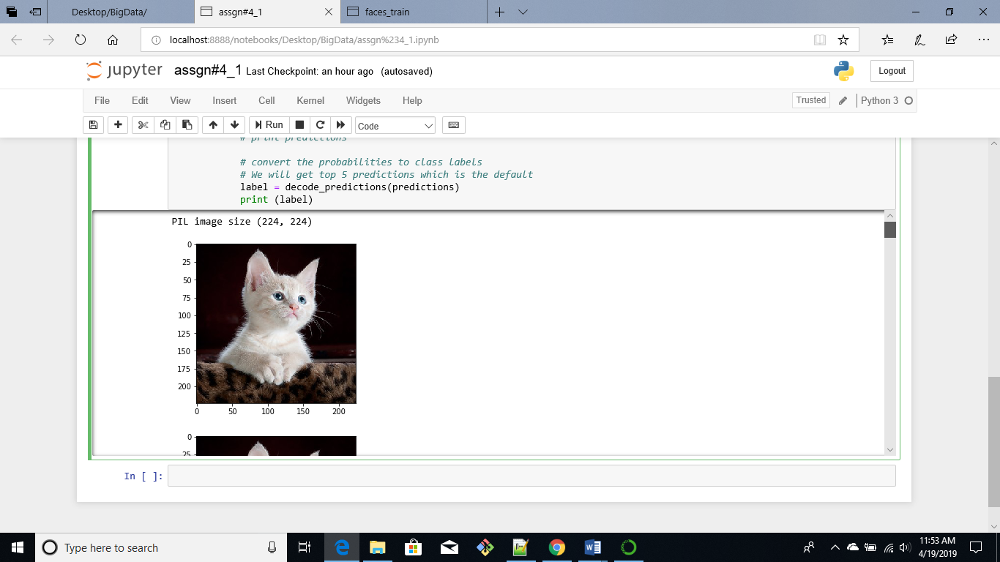 Desktop/BigData/
assgn#4_1
faces_train
localhost:8888/notebooks/Desktop/BigData/assgn%234_1.ipynb
jupyter assgn#4_1 Last Checkpoint: an hour ago (autosaved)
Logout
File Edit View Insert Cell Kernel Widgets Help
Trusted
Python 3
Run
Code
# print predictions
# convert the probabilities to class labels
# We will get top 5 predictions which is the default
label = decode_predictions(predictions)
print (label)
PIL image size (224, 224)
0
25
50
75
100
125
150
175
200
0 50 100 150 200
0
25
In [ ]:
Type here to search
11:53 AM
4/19/2019